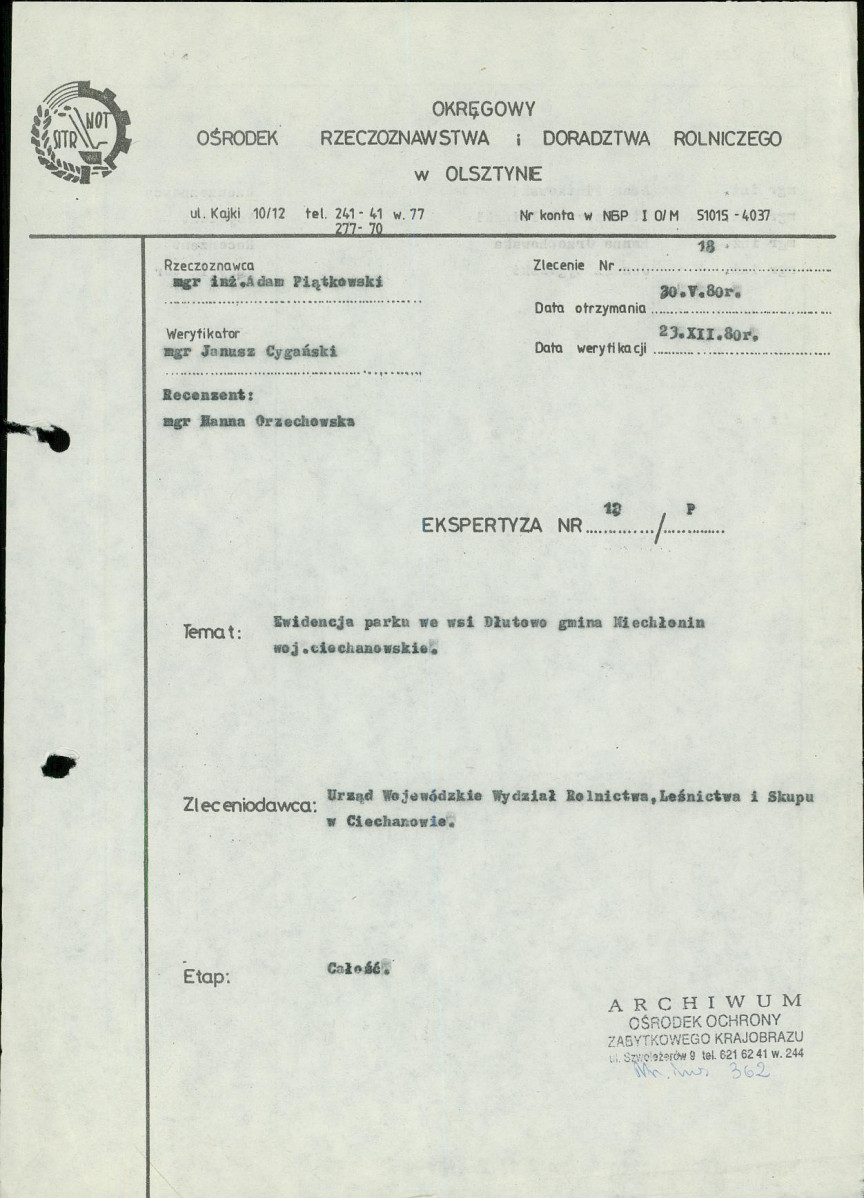 NOT
SITR
OKRĘGOWY
OŚRODEK RZECZOZNAWSTWA i DORADZTWA ROLNICZEGO
w OLSZTYNIE
ul. Kajki 10/12 tel. 241-41 w. 77 Nr konta w NBP I O/M 51015-4037
277-70
Rzeczoznawca
mgr inż.Adam Piątkowski
Weryfikator
mgr Janusz Cygański
Recenzent:
mgr Hanna Orzechowska
Zlecenie Nr 18
Data otrzymania 30.V.80r.
Data weryfikacji 23.XII.80r.
EKSPERTYZA NR / P
Temat: Ewidencja parku we wsi Dłutowo gmina Niechłonin
woj.ciechanowskie.
Zleceniodawca: Urząd Wojewódzkie Wydział Rolnictwa,Leśnictwa i Skupu
w Ciechanowie.
Etap: Całość.
ARCHIWUM
OŚRODEK OCHRONY
ZABYTKOWEGO KRAJOBRAZU
ul. Szwoleżerów 9 tel. 621 62 41 w. 244
362